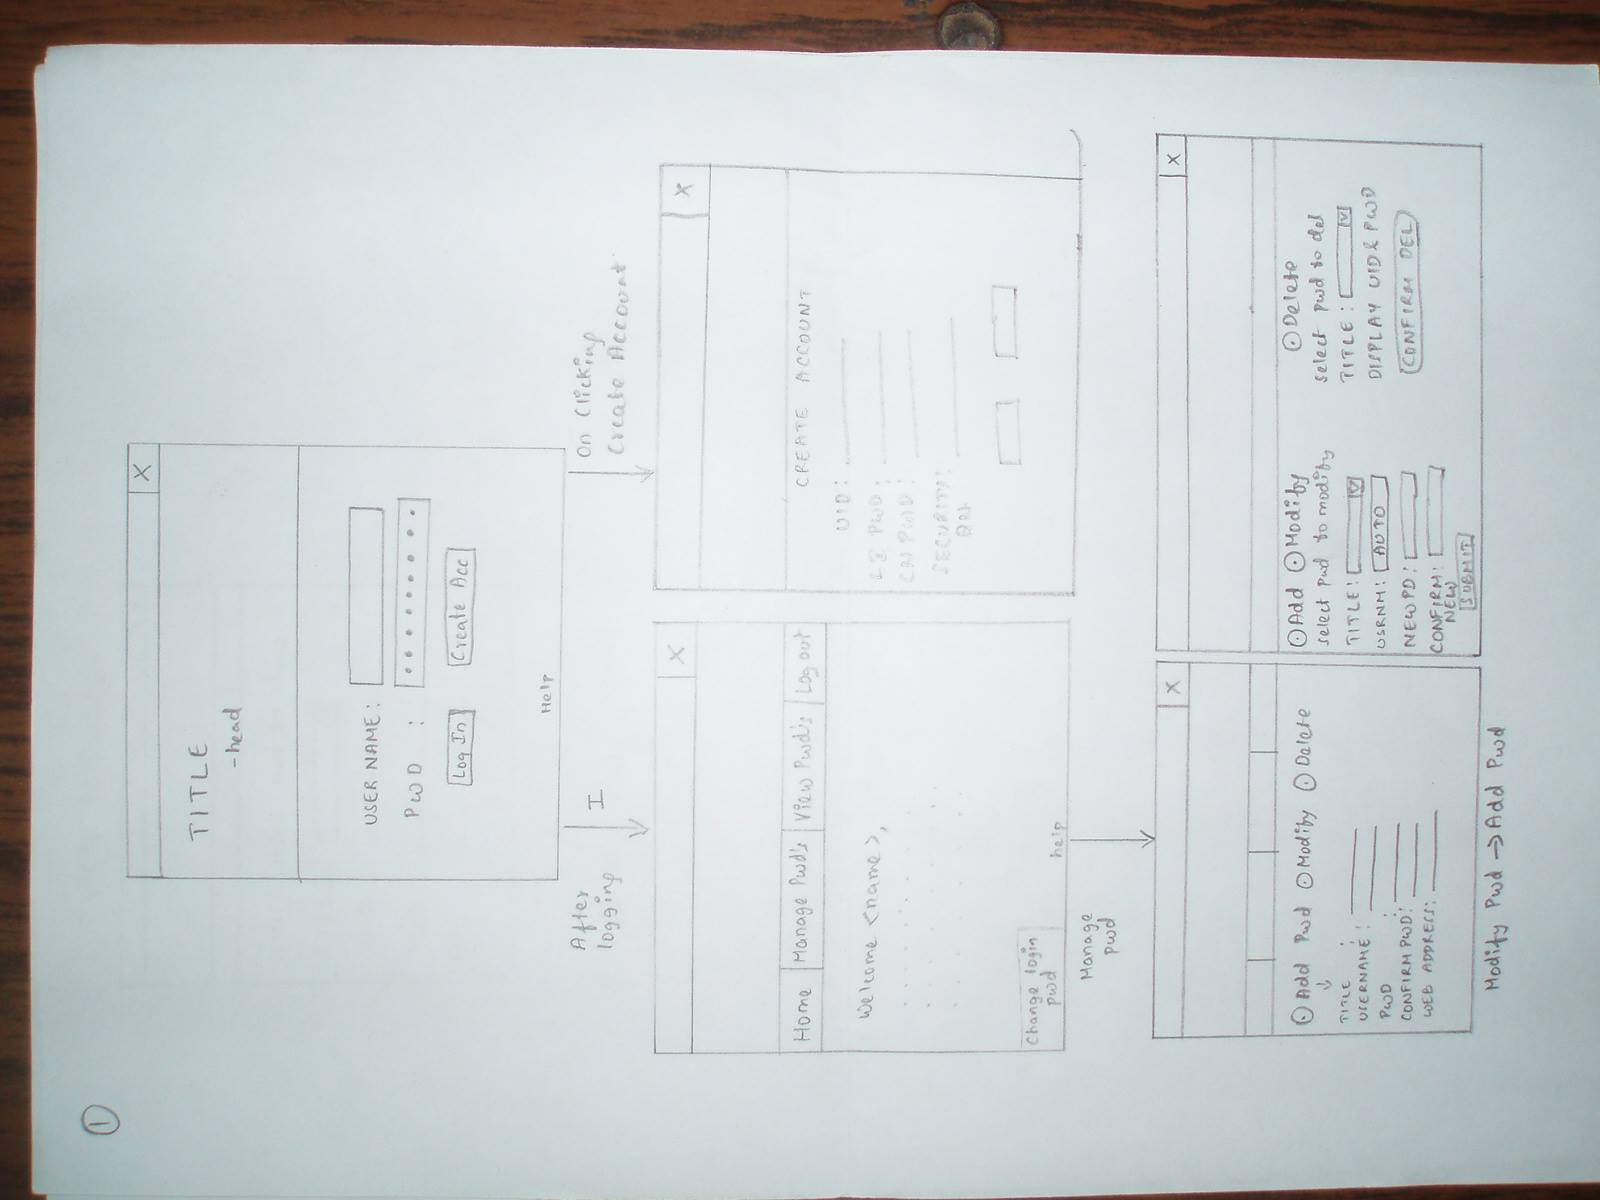 1
X
TITLE
-head
USER NAME:
PWD :
Log In Create Acc
Help
After
logging
I
On Clicking
Create Account
X
Home Manage Pwd's View Pwd's Log out
Welcome <name>,
Change login
pwd
help
X
CREATE ACCOUNT
UID:
PWD:
PWD:
SECURITY
Manage
pwd
X
Add Pwd Modify Delete
TITLE :
USERNAME :
PWD :
CONFIRM PWD:
WEB ADDRESS:
X
Add Modify
select pwd to modify
TITLE: V
USRNM: AUTO
NEW PD:
CONFIRM:
NEW
SUBMIT
Delete
select pwd to del
TITLE: V
DISPLAY UID & PWD
CONFIRM DEL
Modify Pwd → Add Pwd